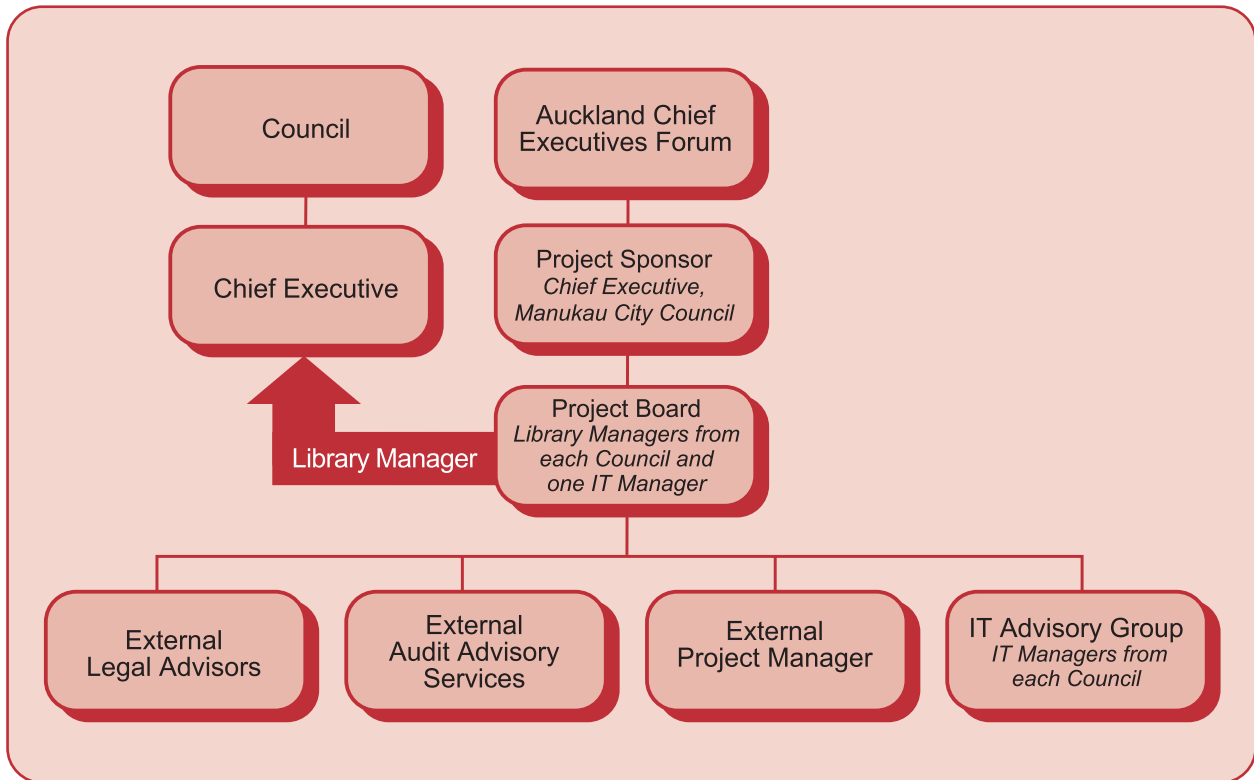 Council
Auckland Chief
Executives Forum
Chief Executive
Project Sponsor
Chief Executive,
Manukau City Council
Project Board
Library Managers from
each Council and
one IT Manager
Library Manager
External
Legal Advisors
External
Audit Advisory
Services
External
Project Manager
IT Advisory Group
IT Managers from
each Council